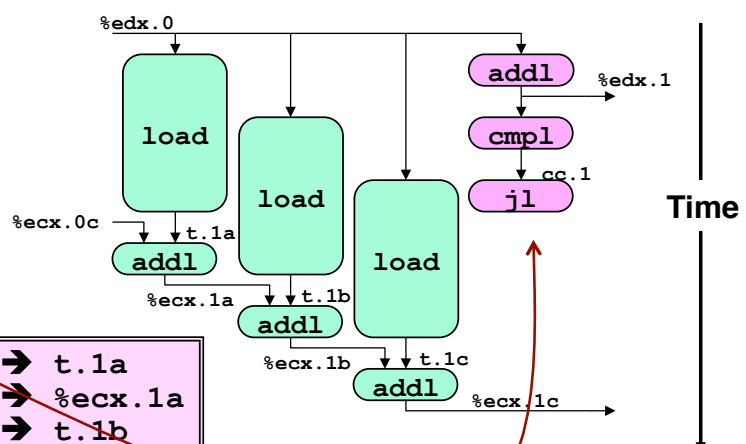 %edx.0
addl
%edx.1
load
cmpl
load
cc.1
jl
Time
%ecx.0c
t.1a
load
addl
%ecx.1a
t.1b
addl
%ecx.1b
t.1c
➔ t.1a
addl
➔ %ecx.1a
%ecx.1c
➔ t.1b